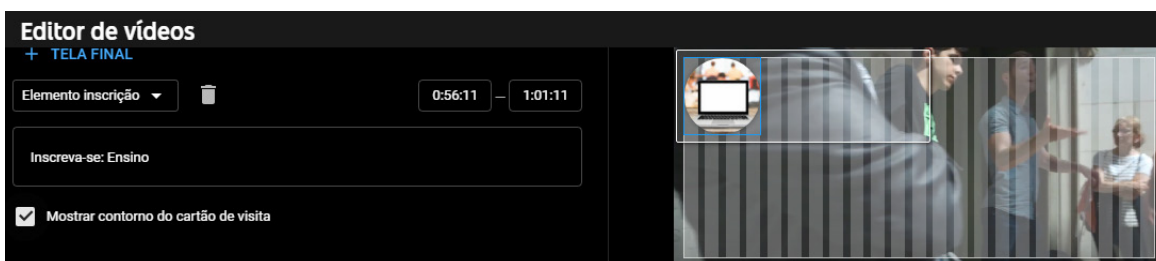 Editor de vídeos
+ TELA FINAL
Elemento inscrição
0:56:11 — 1:01:11
Inscreva-se: Ensino
Mostrar contorno do cartão de visita